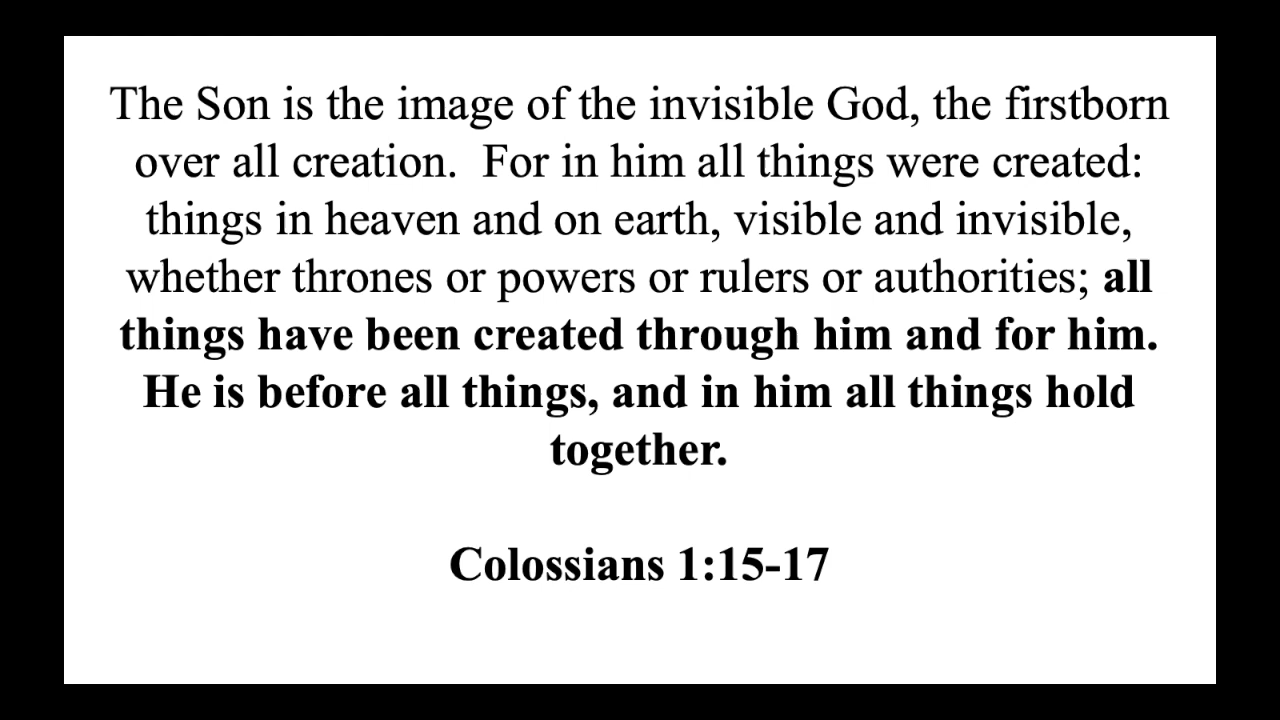 The Son is the image of the invisible God, the firstborn
over all creation.  For in him all things were created:
things in heaven and on earth, visible and invisible,
whether thrones or powers or rulers or authorities; all
things have been created through him and for him.
He is before all things, and in him all things hold
together.
Colossians 1:15-17